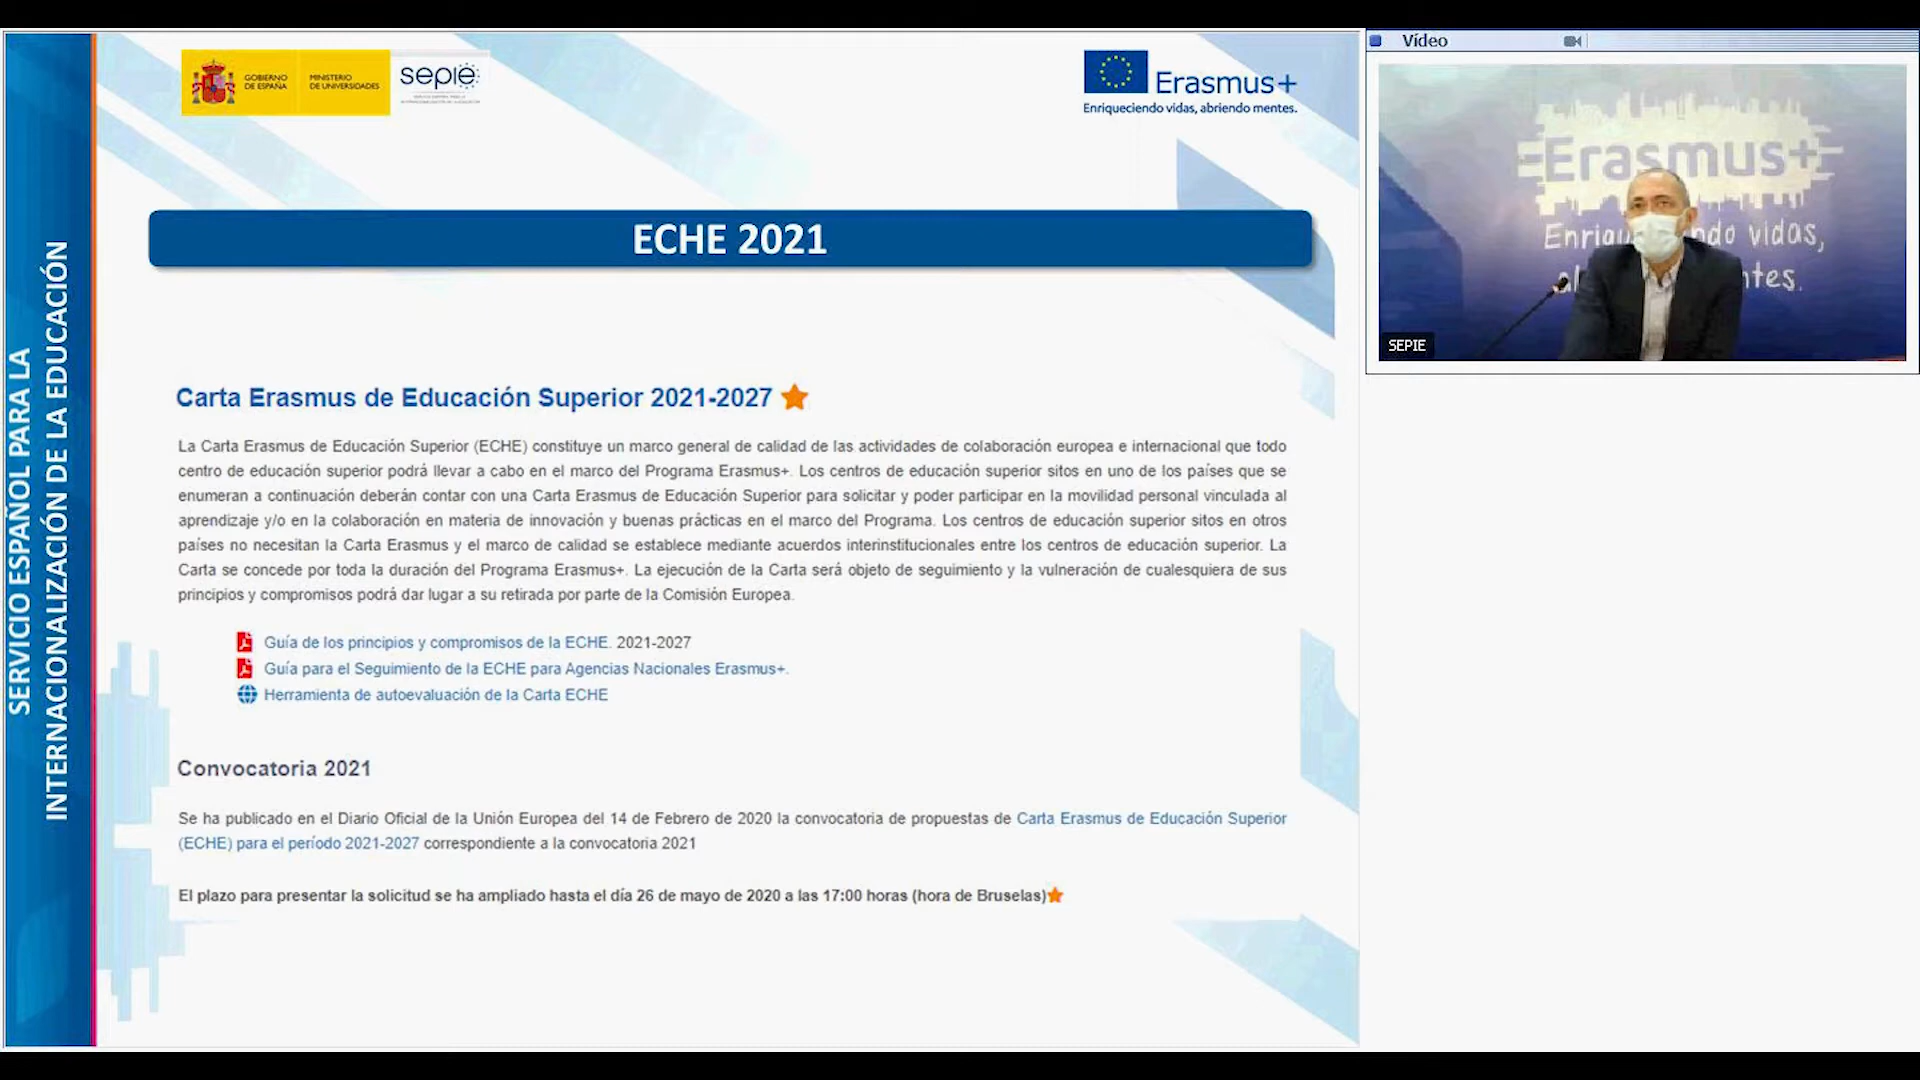 SERVICIO ESPAÑOL PARA LA
INTERNACIONALIZACIÓN DE LA EDUCACIÓN
GOBIERNO
DE ESPAÑA
MINISTERIO
DE UNIVERSIDADES
sepie
Erasmus+
Enriqueciendo vidas, abriendo mentes.
ECHE 2021
Carta Erasmus de Educación Superior 2021-2027
La Carta Erasmus de Educación Superior (ECHE) constituye un marco general de calidad de las actividades de colaboración europea e internacional que todo
centro de educación superior podrá llevar a cabo en el marco del Programa Erasmus+. Los centros de educación superior sitos en uno de los países que se
enumeran a continuación deberán contar con una Carta Erasmus de Educación Superior para solicitar y poder participar en la movilidad personal vinculada al
aprendizaje y/o en la colaboración en materia de innovación y buenas prácticas en el marco del Programa. Los centros de educación superior sitos en otros
países no necesitan la Carta Erasmus y el marco de calidad se establece mediante acuerdos interinstitucionales entre los centros de educación superior. La
Carta se concede por toda la duración del Programa Erasmus+. La ejecución de la Carta será objeto de seguimiento y la vulneración de cualesquiera de sus
principios y compromisos podrá dar lugar a su retirada por parte de la Comisión Europea.
Guía de los principios y compromisos de la ECHE. 2021-2027
Guía para el Seguimiento de la ECHE para Agencias Nacionales Erasmus+.
Herramienta de autoevaluación de la Carta ECHE
Convocatoria 2021
Se ha publicado en el Diario Oficial de la Unión Europea del 14 de Febrero de 2020 la convocatoria de propuestas de Carta Erasmus de Educación Superior
(ECHE) para el período 2021-2027 correspondiente a la convocatoria 2021
El plazo para presentar la solicitud se ha ampliado hasta el día 26 de mayo de 2020 a las 17:00 horas (hora de Bruselas)
Vídeo
Erasmus+
vidas,
SEPIE